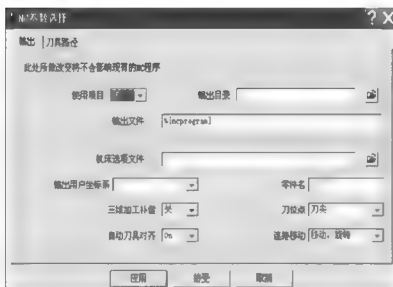 NC参数选择
输出 刀具路径
此处所做改变将不会影响现有的NC程序
使用项目 输出目录
输出文件 %[ncprogram]
机床选项文件
输出用户坐标系 零件名
三维加工补偿 关 刀位点 刀尖
自动刀具对齐 On 连接移动 移动,旋转
应用 接受 取消